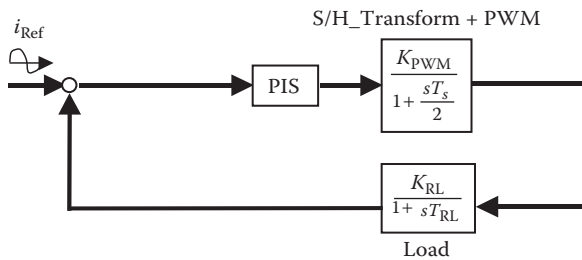 S/H_Transform + PWM
i_Ref
PIS
K_PWM
1 + sT_s
2
K_RL
1 + sT_RL
Load